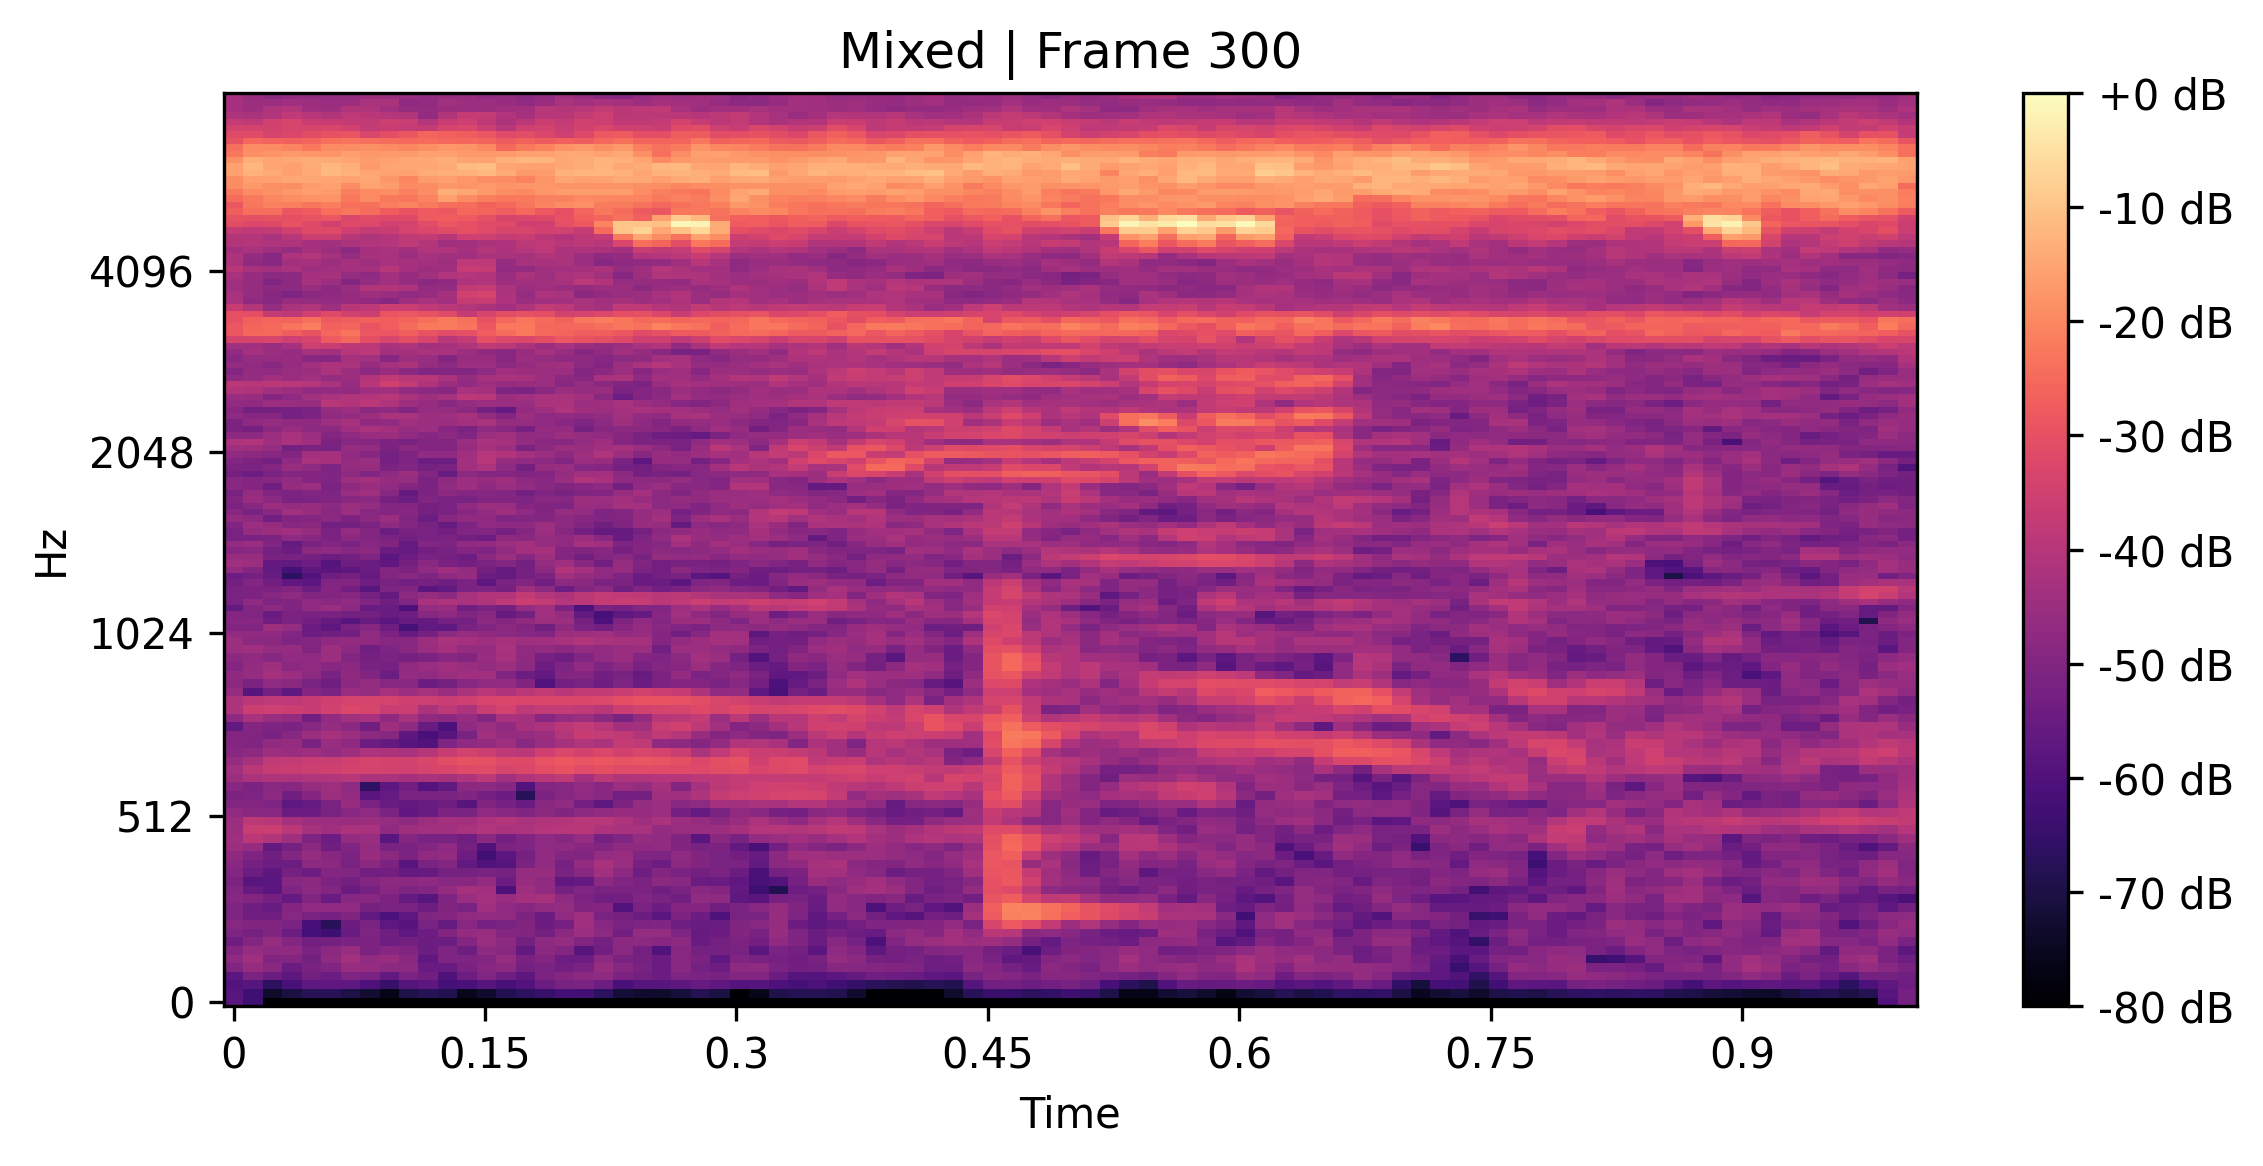 Mixed | Frame 300
+0 dB
-10 dB
-20 dB
-30 dB
-40 dB
-50 dB
-60 dB
-70 dB
-80 dB
Hz
4096
2048
1024
512
0
0 0.15 0.3 0.45 0.6 0.75 0.9
Time